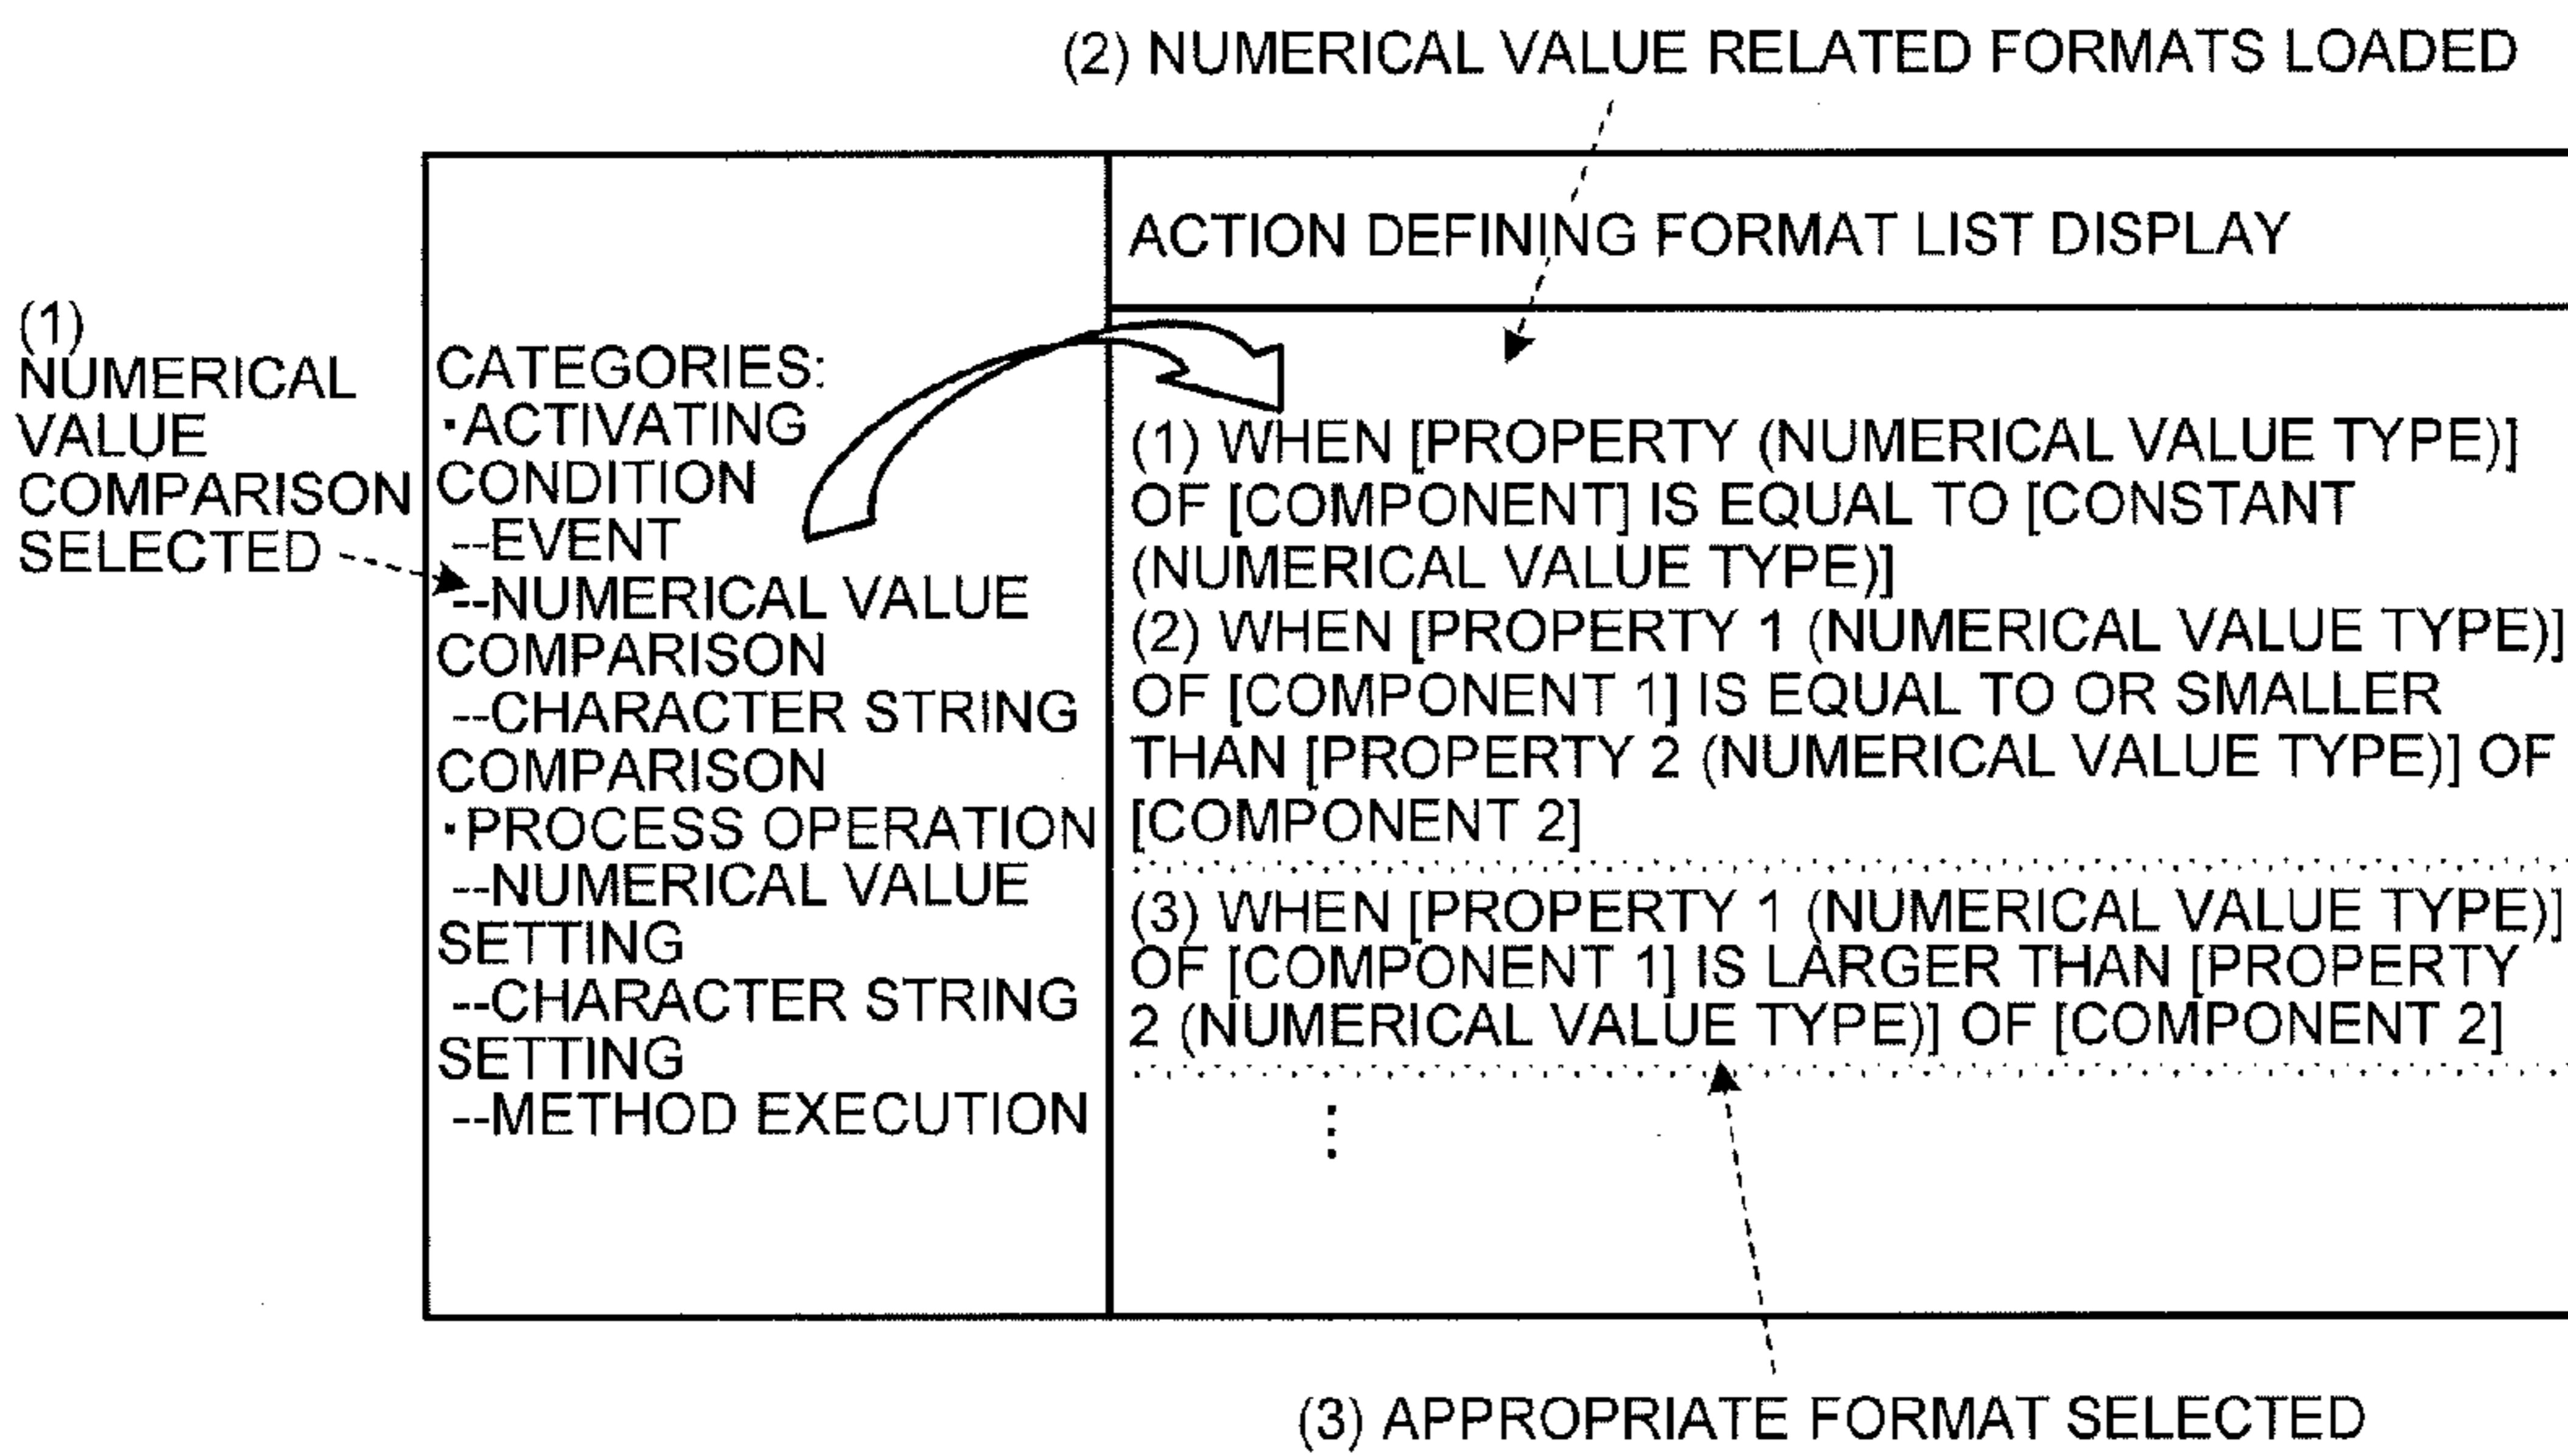 (2) NUMERICAL VALUE RELATED FORMATS LOADED
ACTION DEFINING FORMAT LIST DISPLAY
(1)
NUMERICAL
VALUE
COMPARISON
SELECTED
CATEGORIES:
·ACTIVATING
CONDITION
--EVENT
--NUMERICAL VALUE
COMPARISON
--CHARACTER STRING
COMPARISON
·PROCESS OPERATION
--NUMERICAL VALUE
SETTING
--CHARACTER STRING
SETTING
--METHOD EXECUTION
(1) WHEN [PROPERTY (NUMERICAL VALUE TYPE)]
OF [COMPONENT] IS EQUAL TO [CONSTANT
(NUMERICAL VALUE TYPE)]
(2) WHEN [PROPERTY 1 (NUMERICAL VALUE TYPE)]
OF [COMPONENT 1] IS EQUAL TO OR SMALLER
THAN [PROPERTY 2 (NUMERICAL VALUE TYPE)] OF
[COMPONENT 2]
(3) WHEN [PROPERTY 1 (NUMERICAL VALUE TYPE)]
OF [COMPONENT 1] IS LARGER THAN [PROPERTY
2 (NUMERICAL VALUE TYPE)] OF [COMPONENT 2]
⋮
(3) APPROPRIATE FORMAT SELECTED